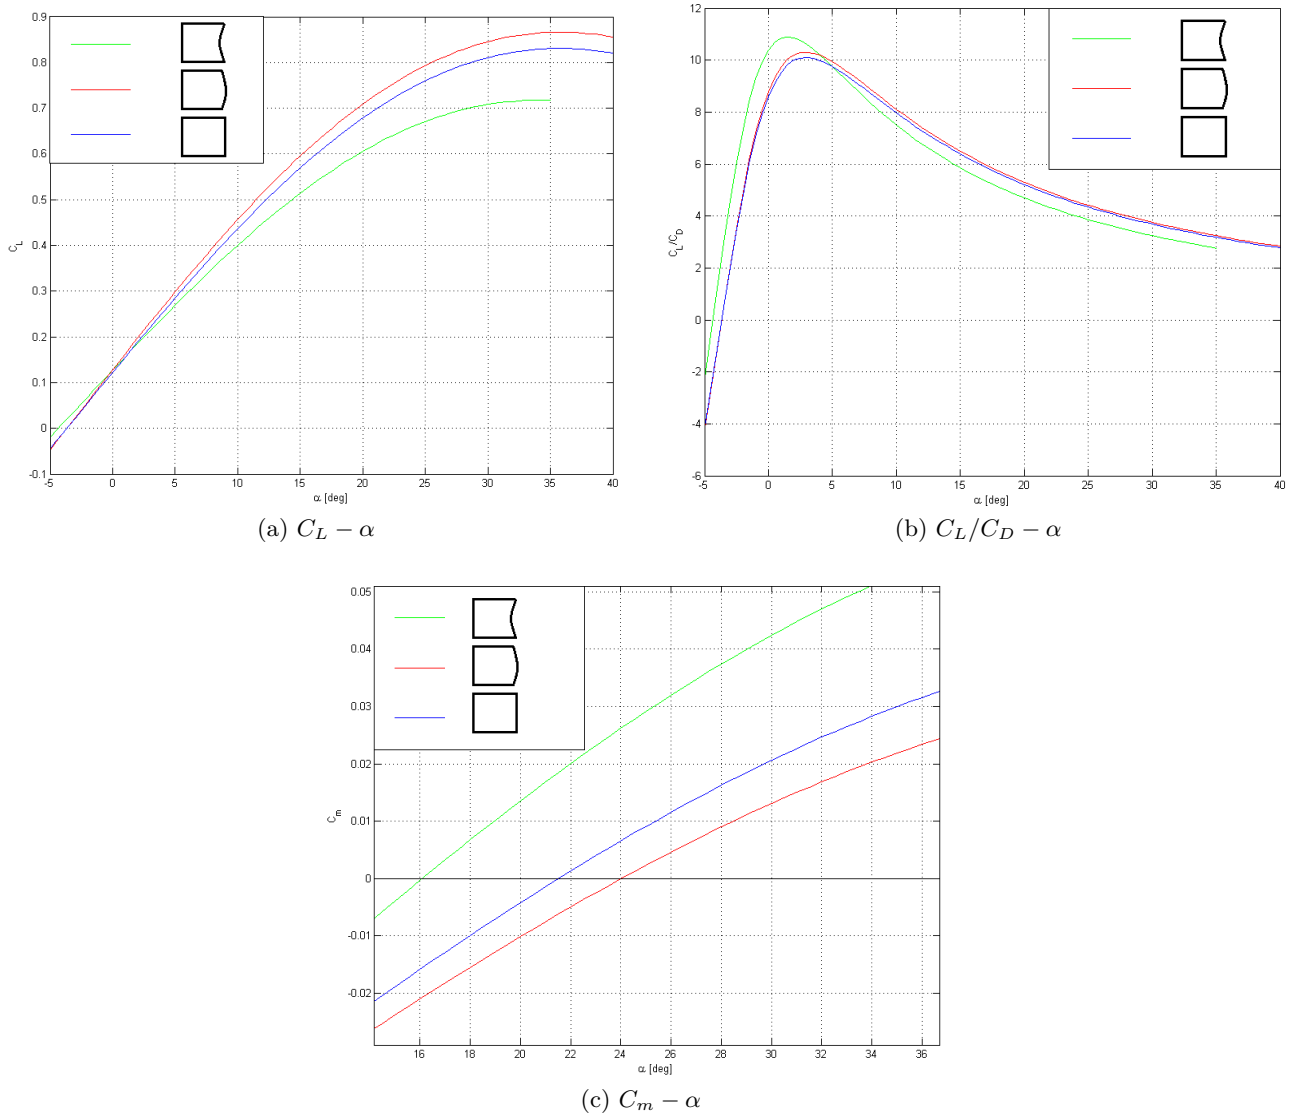 0.9
0.8
0.7
0.6
0.5
0.4
0.3
0.2
0.1
0
-0.1
C_L
-5 0 5 10 15 20 25 30 35 40
α [deg]
(a) C_L − α
12
10
8
6
4
2
0
-2
-4
-6
C_L/C_D
-5 0 5 10 15 20 25 30 35 40
α [deg]
(b) C_L/C_D − α
0.05
0.04
0.03
0.02
0.01
0
-0.01
-0.02
C_m
16 18 20 22 24 26 28 30 32 34 36
α [deg]
(c) C_m − α